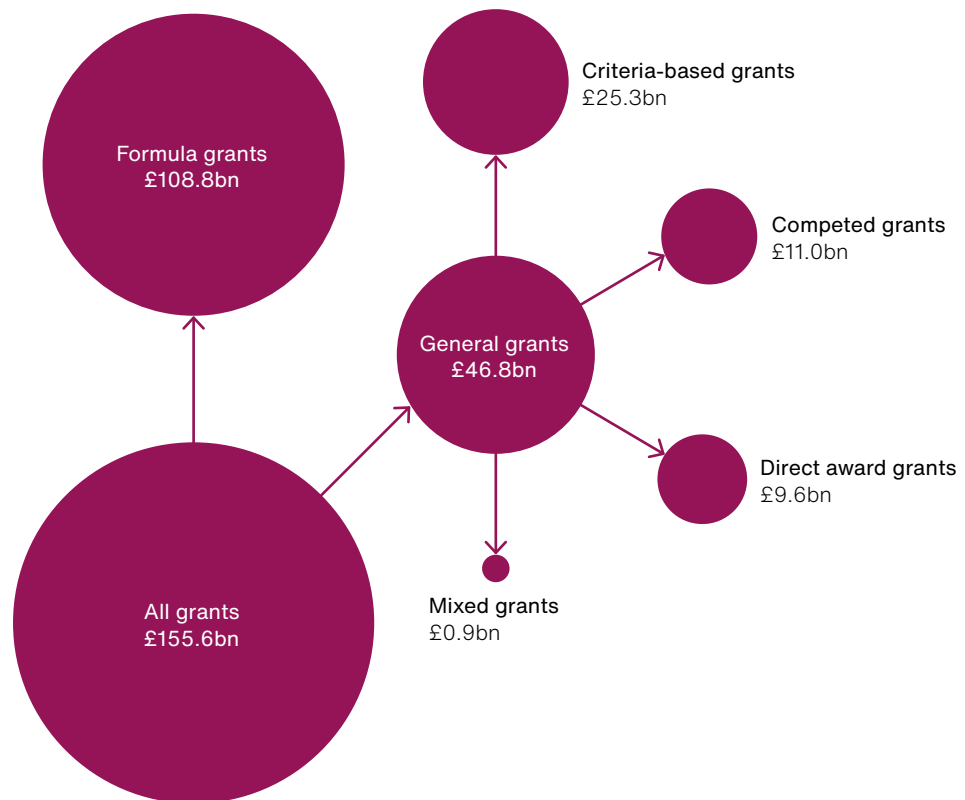 Criteria-based grants
£25.3bn
Formula grants
£108.8bn
Competed grants
£11.0bn
General grants
£46.8bn
Direct award grants
£9.6bn
Mixed grants
£0.9bn
All grants
£155.6bn